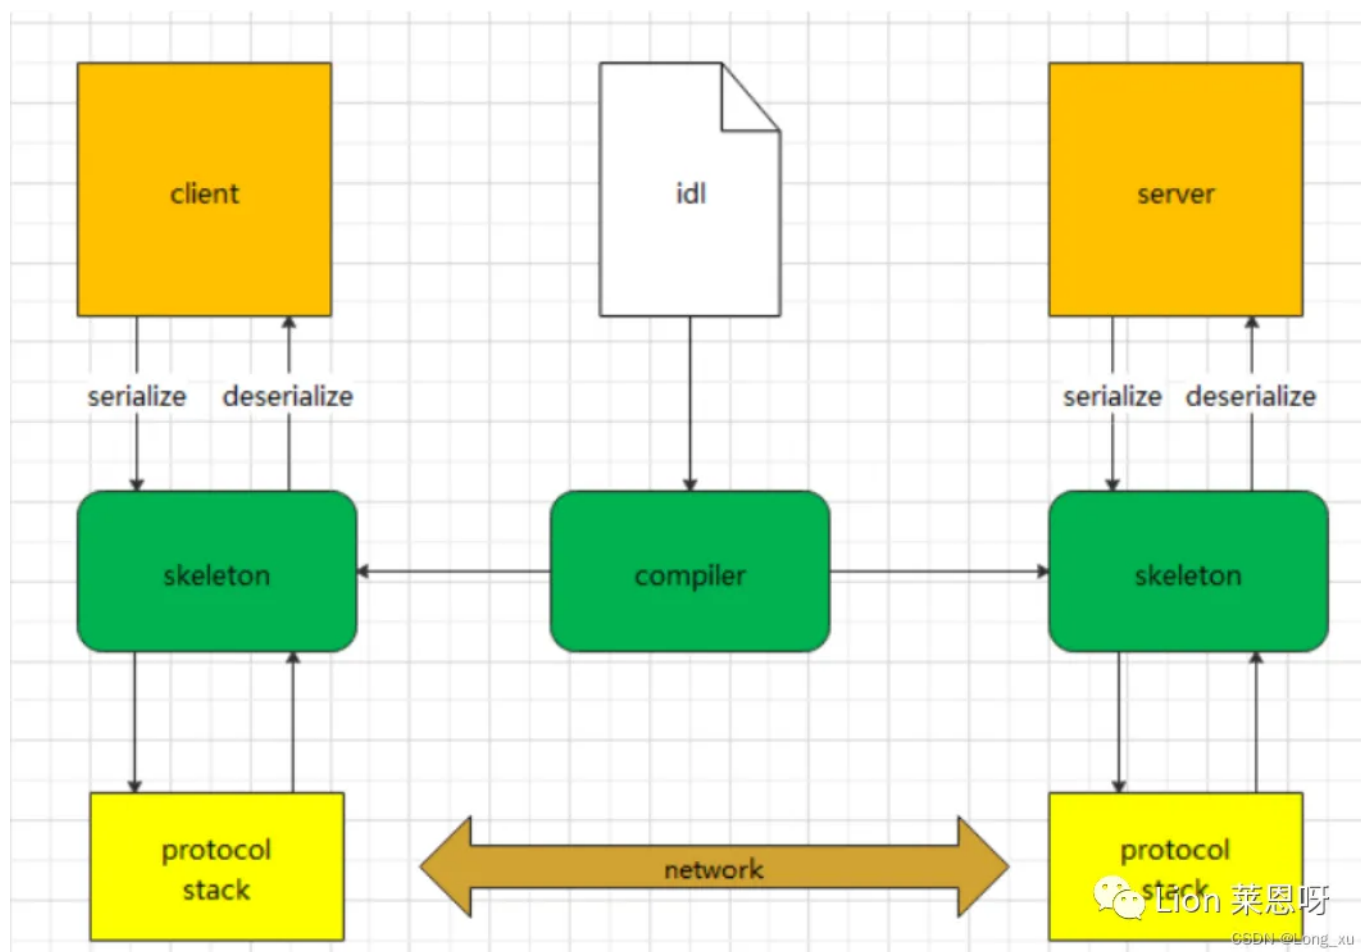 client
idl
server
serialize
deserialize
serialize
deserialize
skeleton
compiler
skeleton
protocol
stack
network
protocol
stack
Lion 莱恩呀
CSDN @Long_xu